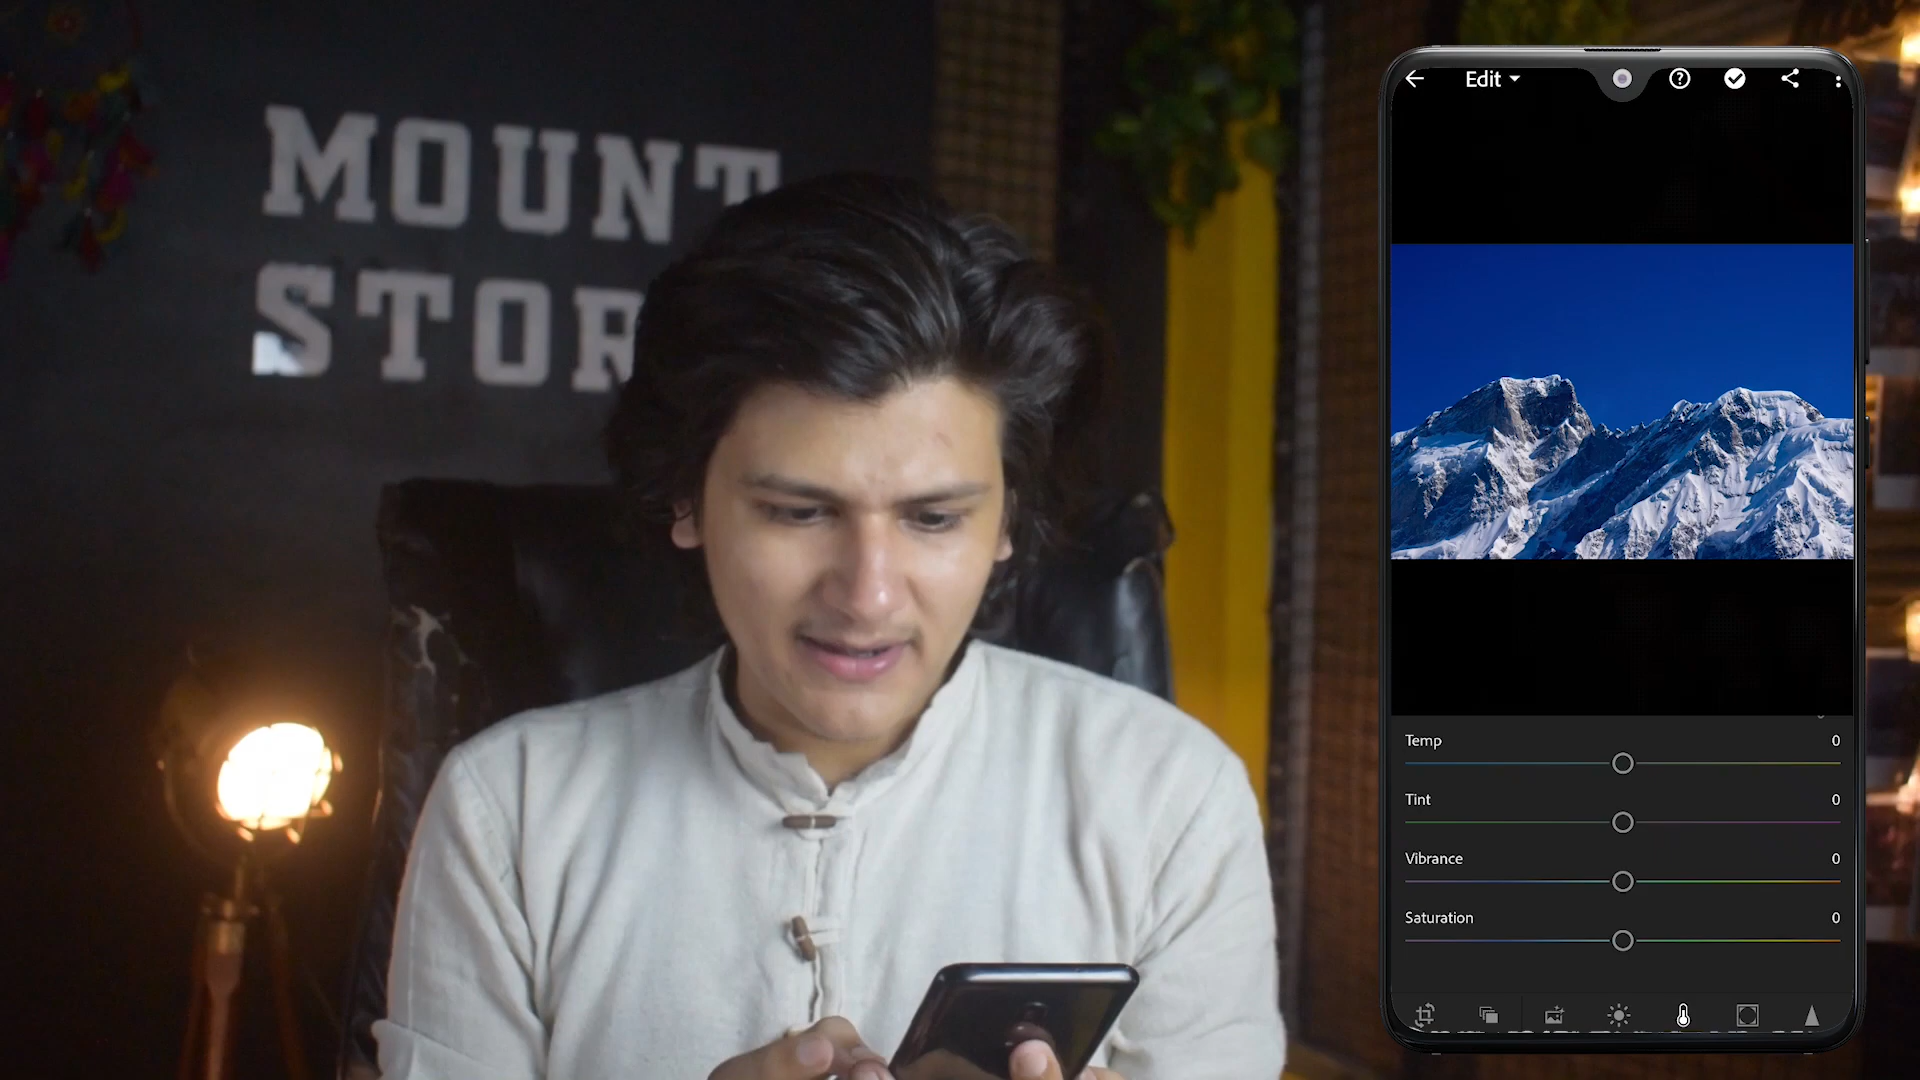 MOUNT
STOR
Edit
Temp 0
Tint 0
Vibrance 0
Saturation 0